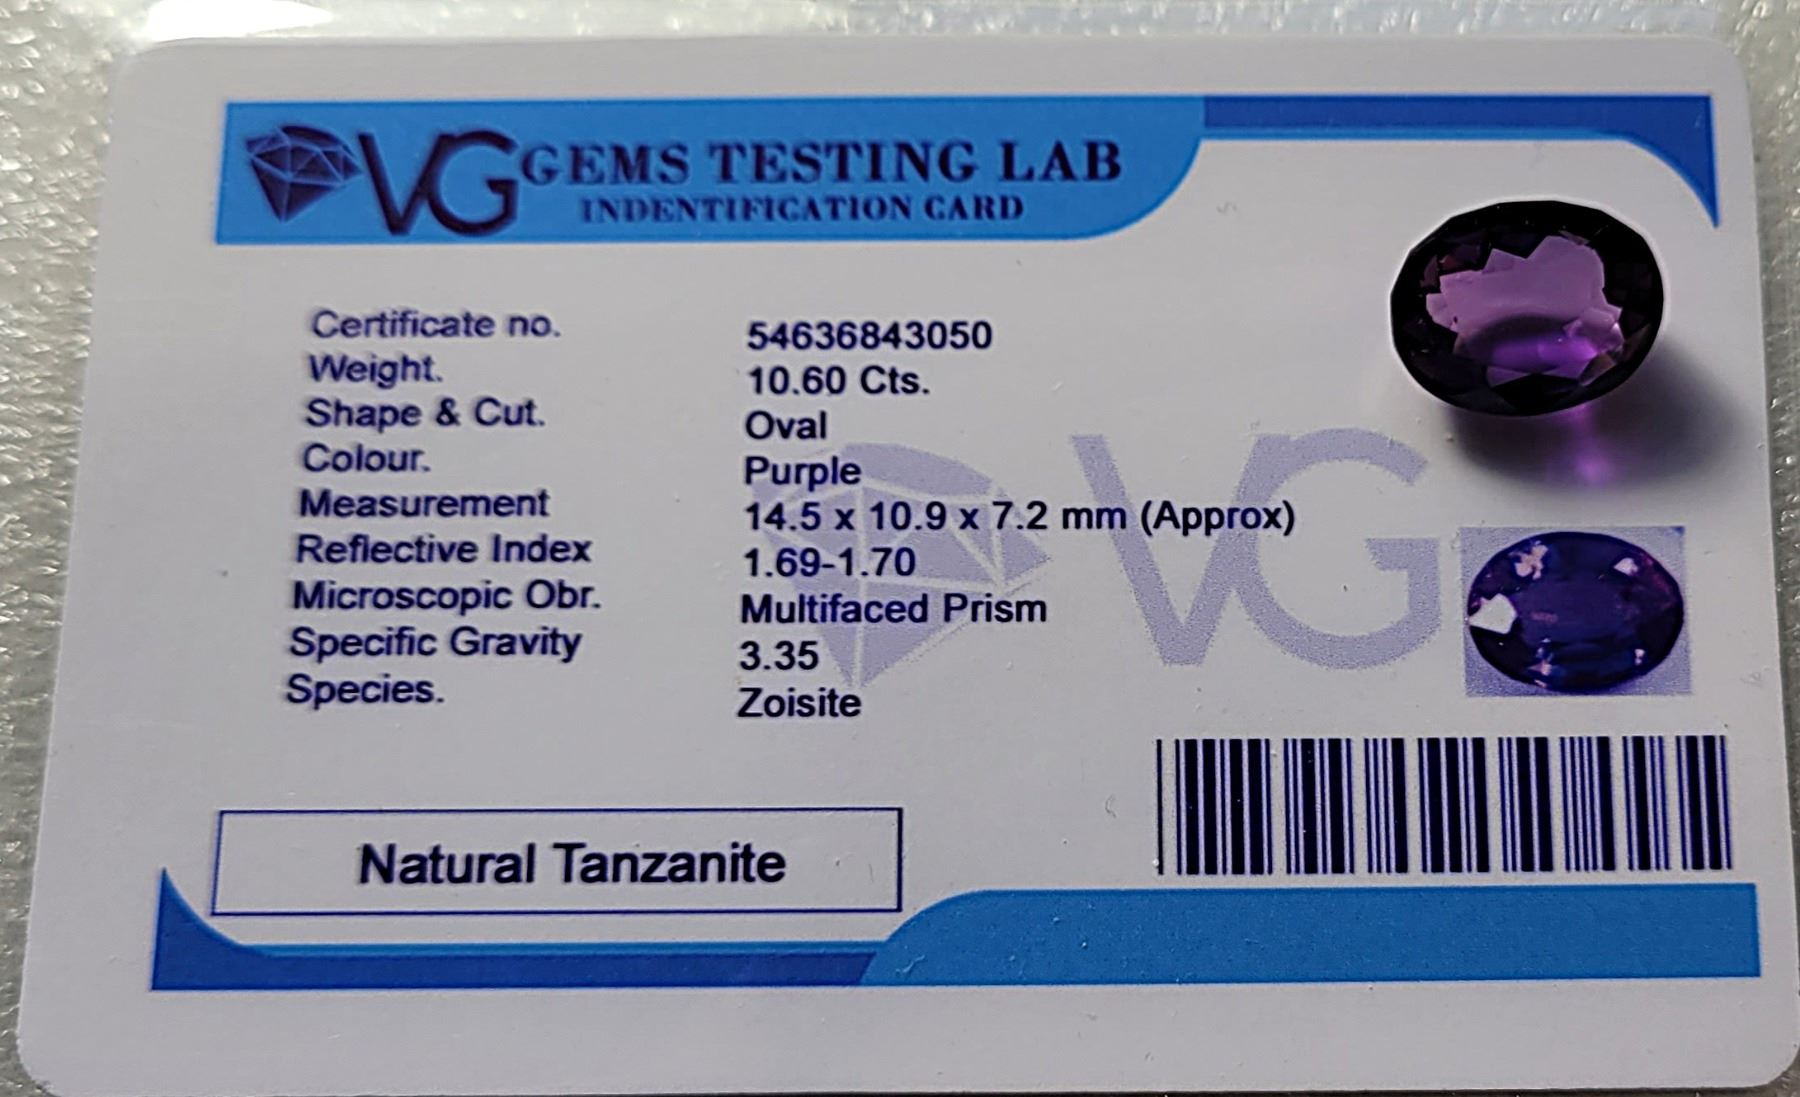 VG GEMS TESTING LAB
INDENTIFICATION CARD
Certificate no. 54636843050
Weight. 10.60 Cts.
Shape & Cut. Oval
Colour. Purple
Measurement 14.5 x 10.9 x 7.2 mm (Approx)
Reflective Index 1.69-1.70
Microscopic Obr. Multifaced Prism
Specific Gravity 3.35
Species. Zoisite
VG
Natural Tanzanite